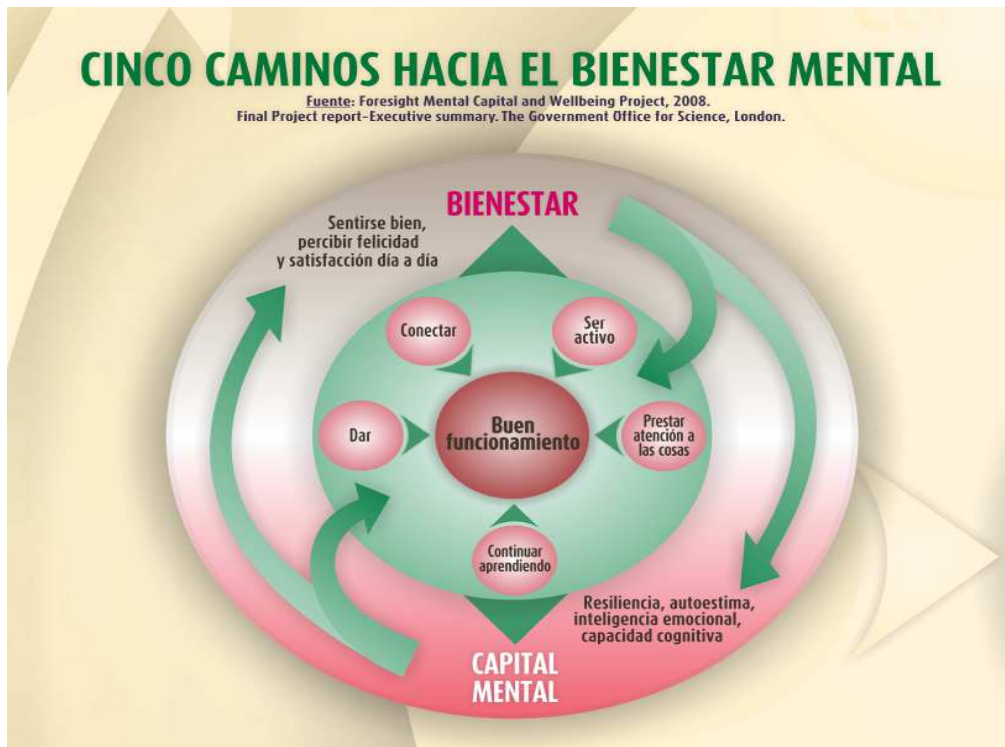 CINCO CAMINOS HACIA EL BIENESTAR MENTAL
Fuente: Foresight Mental Capital and Wellbeing Project, 2008.
Final Project report-Executive summary. The Government Office for Science, London.
BIENESTAR
Sentirse bien,
percibir felicidad
y satisfacción día a día
Conectar
Ser
activo
Dar
Buen
funcionamiento
Prestar
atención a
las cosas
Continuar
aprendiendo
Resiliencia, autoestima,
inteligencia emocional,
capacidad cognitiva
CAPITAL
MENTAL